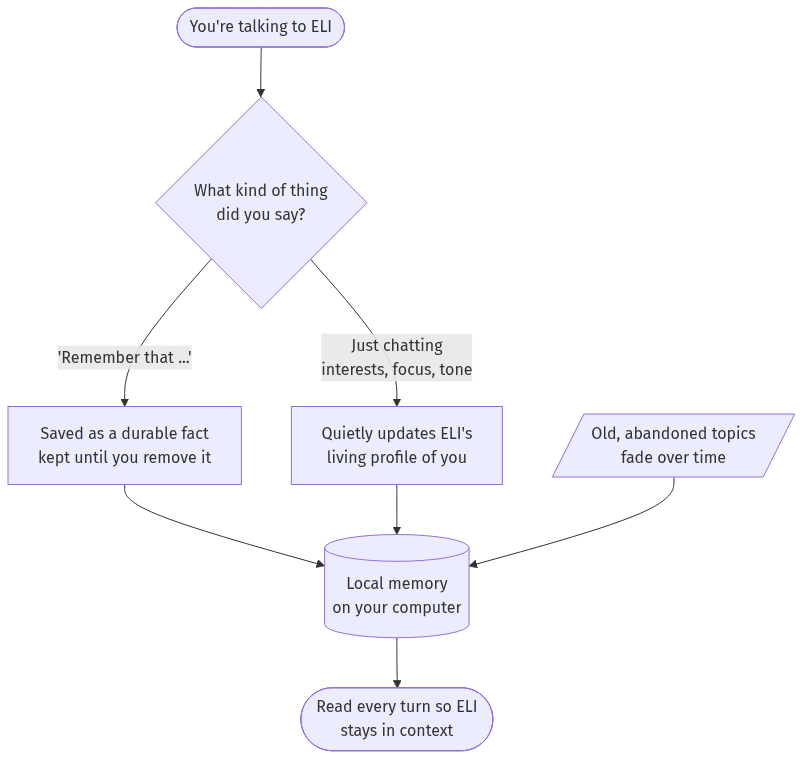 You're talking to ELI
What kind of thing
did you say?
'Remember that ...'
Just chatting
interests, focus, tone
Saved as a durable fact
kept until you remove it
Quietly updates ELI's
living profile of you
Old, abandoned topics
fade over time
Local memory
on your computer
Read every turn so ELI
stays in context